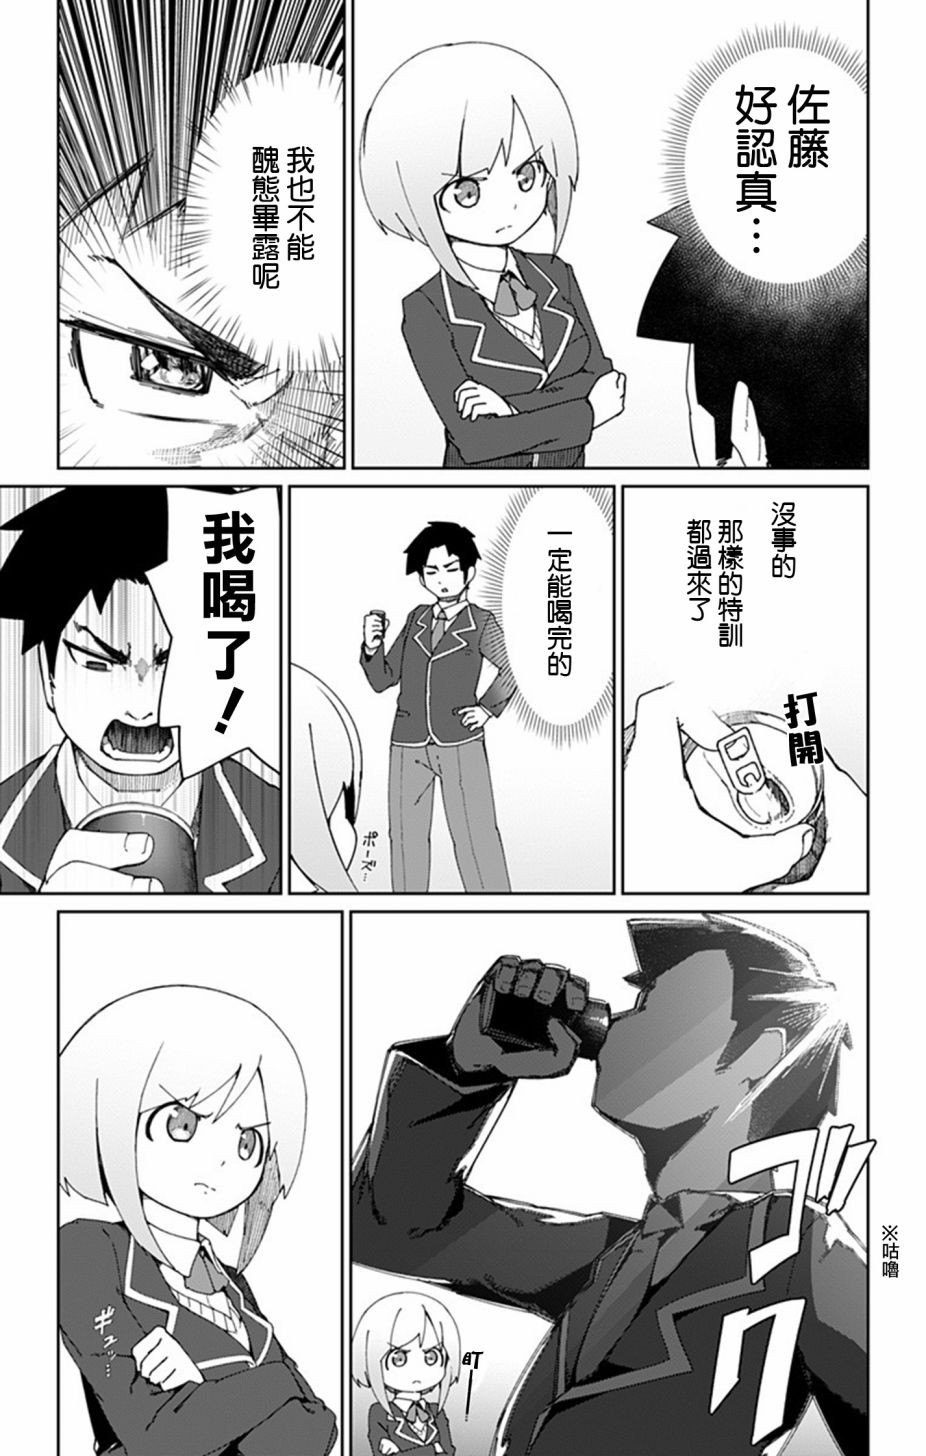 佐藤
好認真…
我也不能
醜態畢露呢
沒事的
那樣的特訓
都過來了
打開
一定能喝完的
ポーズ…
我喝了！
ゴクッ
※咕嚕
盯—
ギュッ…